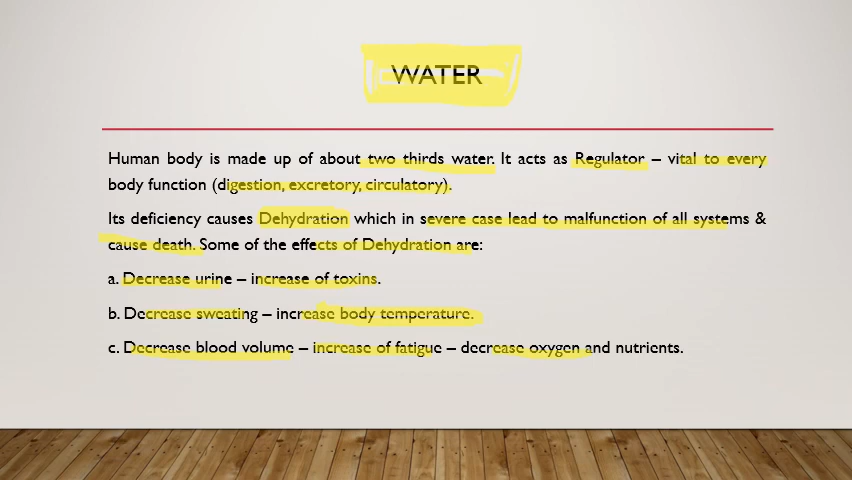 WATER
Human body is made up of about two thirds water. It acts as Regulator – vital to every
body function (digestion, excretory, circulatory).
Its deficiency causes Dehydration which in severe case lead to malfunction of all systems &
cause death. Some of the effects of Dehydration are:
a. Decrease urine – increase of toxins.
b. Decrease sweating – increase body temperature.
c. Decrease blood volume – increase of fatigue – decrease oxygen and nutrients.